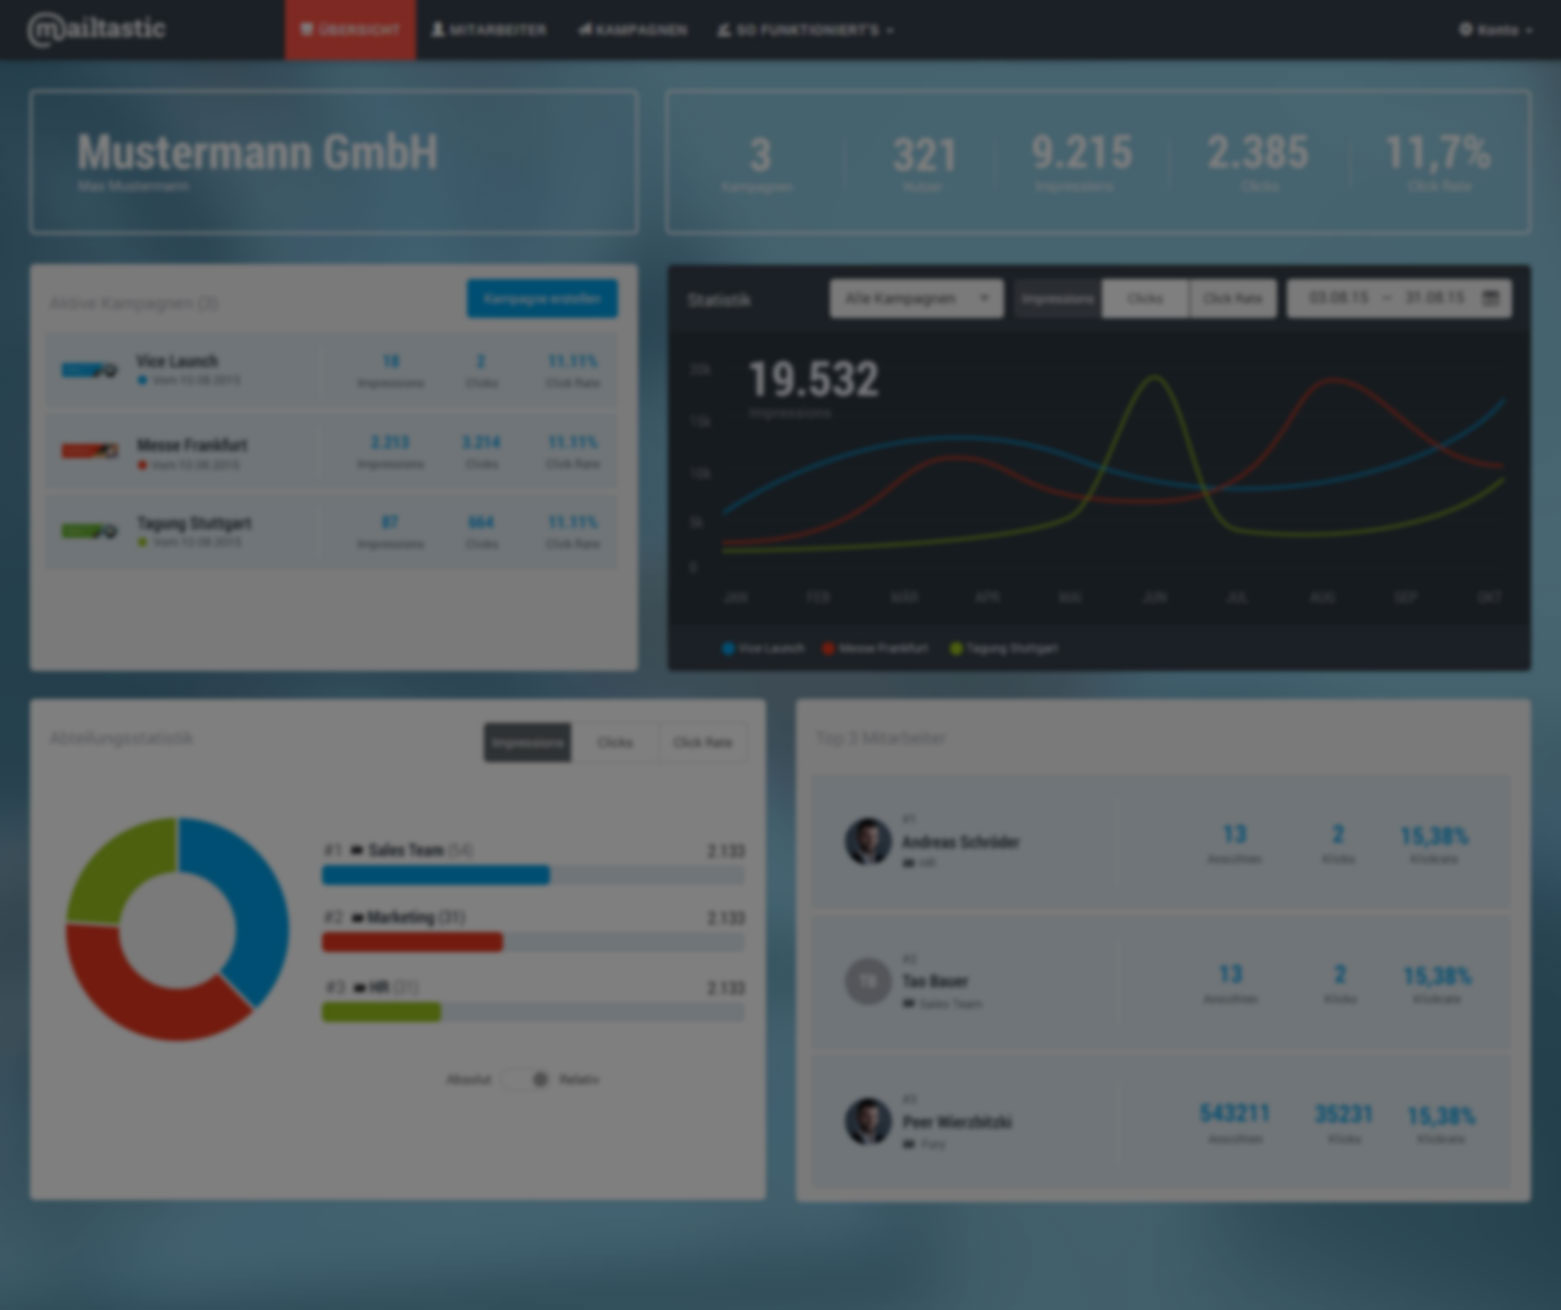 mailtastic
ÜBERSICHT
MITARBEITER
KAMPAGNEN
SO FUNKTIONIERT'S
Konto
Mustermann GmbH
Max Mustermann
3
Kampagnen
321
Nutzer
9.215
Impressions
2.385
Clicks
11,7%
Click Rate
Aktive Kampagnen (3)
Kampagne erstellen
Vice Launch
Vom 10.08.2015
18
Impressions
2
Clicks
11.11%
Click Rate
Messe Frankfurt
Vom 10.08.2015
2.213
Impressions
3.214
Clicks
11.11%
Click Rate
Tagung Stuttgart
Vom 10.08.2015
87
Impressions
664
Clicks
11.11%
Click Rate
Statistik
Alle Kampagnen
Impressions
Clicks
Click Rate
03.08.15 – 31.08.15
19.532
Impressions
15k
10k
5k
0
JAN FEB MÄR APR MAI JUN JUL AUG SEP OKT
Vice Launch Messe Frankfurt Tagung Stuttgart
Abteilungsstatistik
Impressions
Clicks
Click Rate
#1 Sales Team (54) 2.133
#2 Marketing (31) 2.133
#3 HR (21) 2.133
Absolut
Relativ
Top 3 Mitarbeiter
#1
Andreas Schröder
HR
13
Ansichten
2
Klicks
15,38%
Klickrate
#2
TB
Tao Bauer
Sales Team
13
Ansichten
2
Klicks
15,38%
Klickrate
#3
Peer Wierzbitzki
543211
Ansichten
35231
Klicks
15,38%
Klickrate